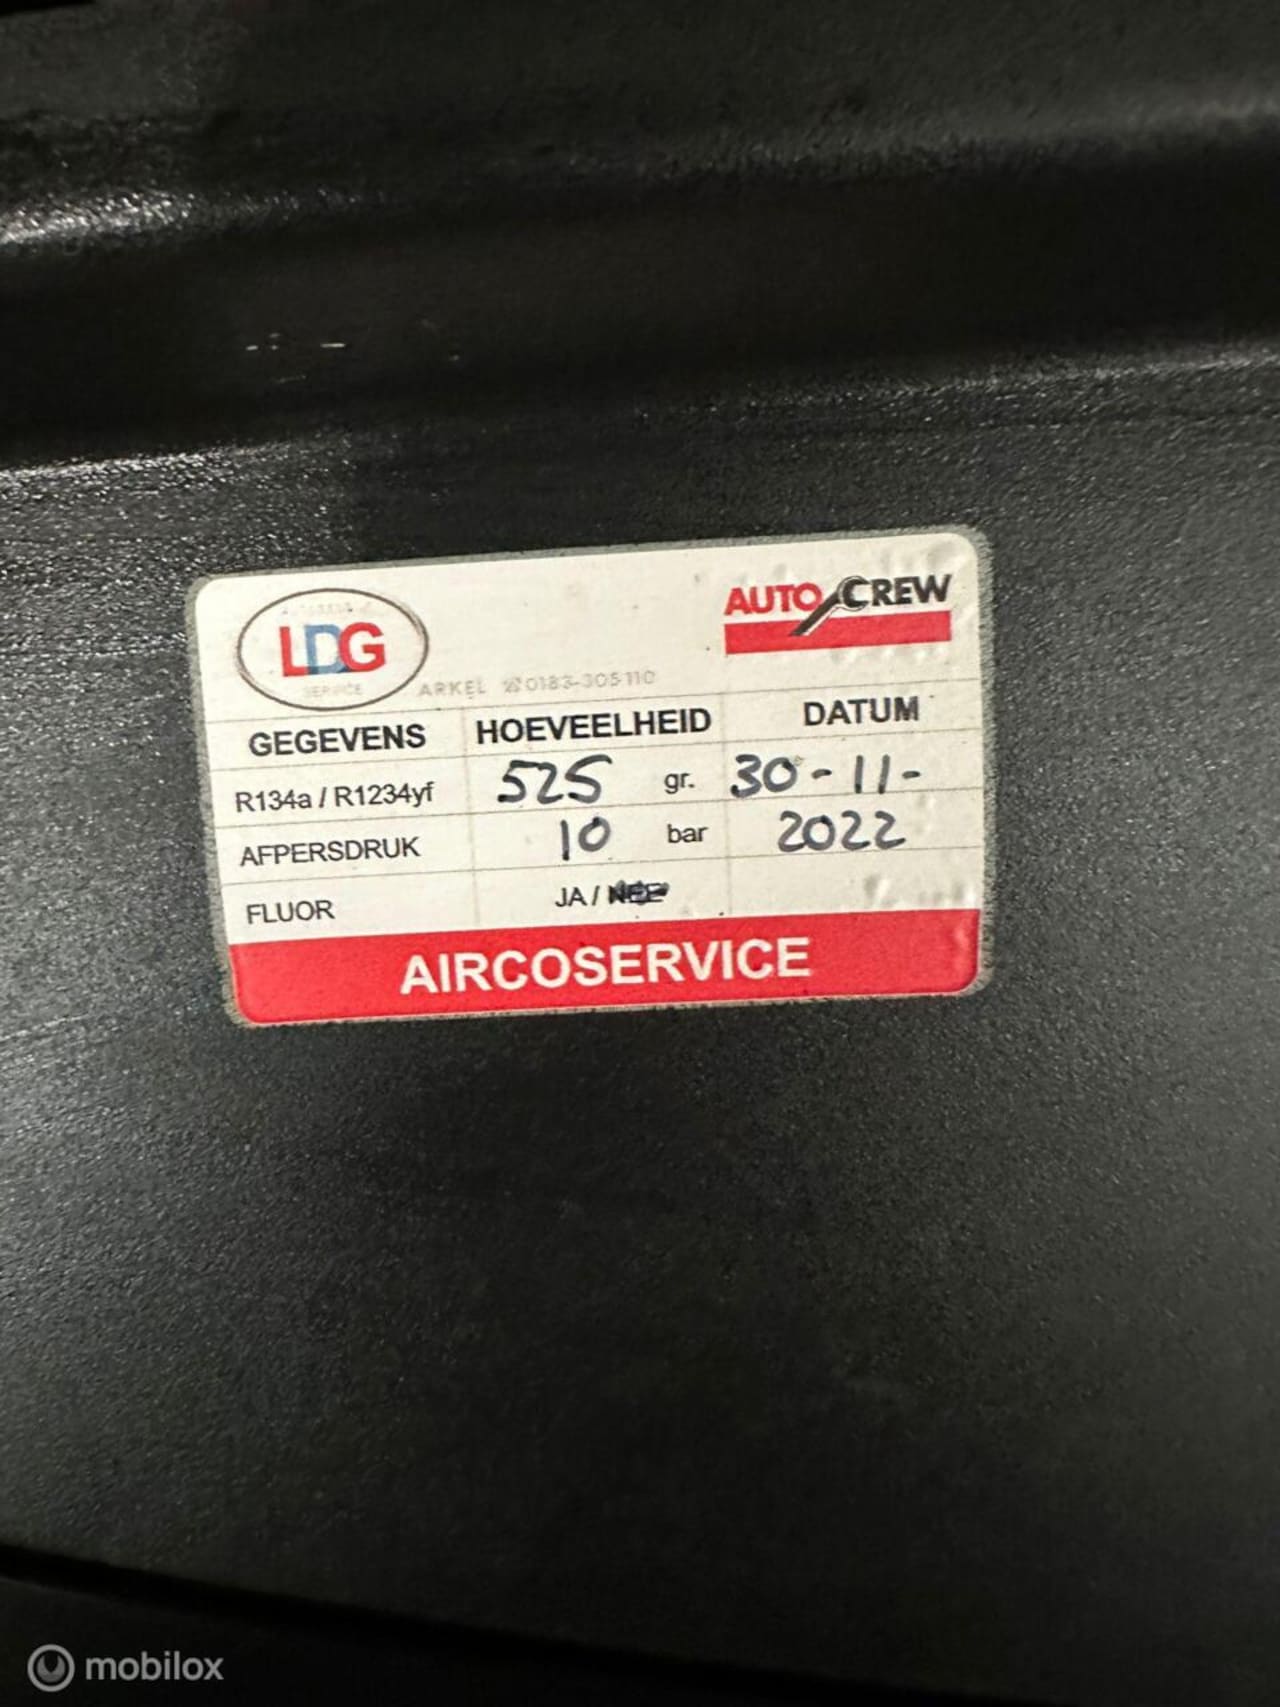 LDG
SERVICE
AUTO CREW
ARKEL ☎ 0183-305110
GEGEVENS HOEVEELHEID DATUM
R134a / R1234yf 525 gr. 30-11-
AFPERSDRUK 10 bar 2022
FLUOR JA / NEE
AIRCOSERVICE
mobilox